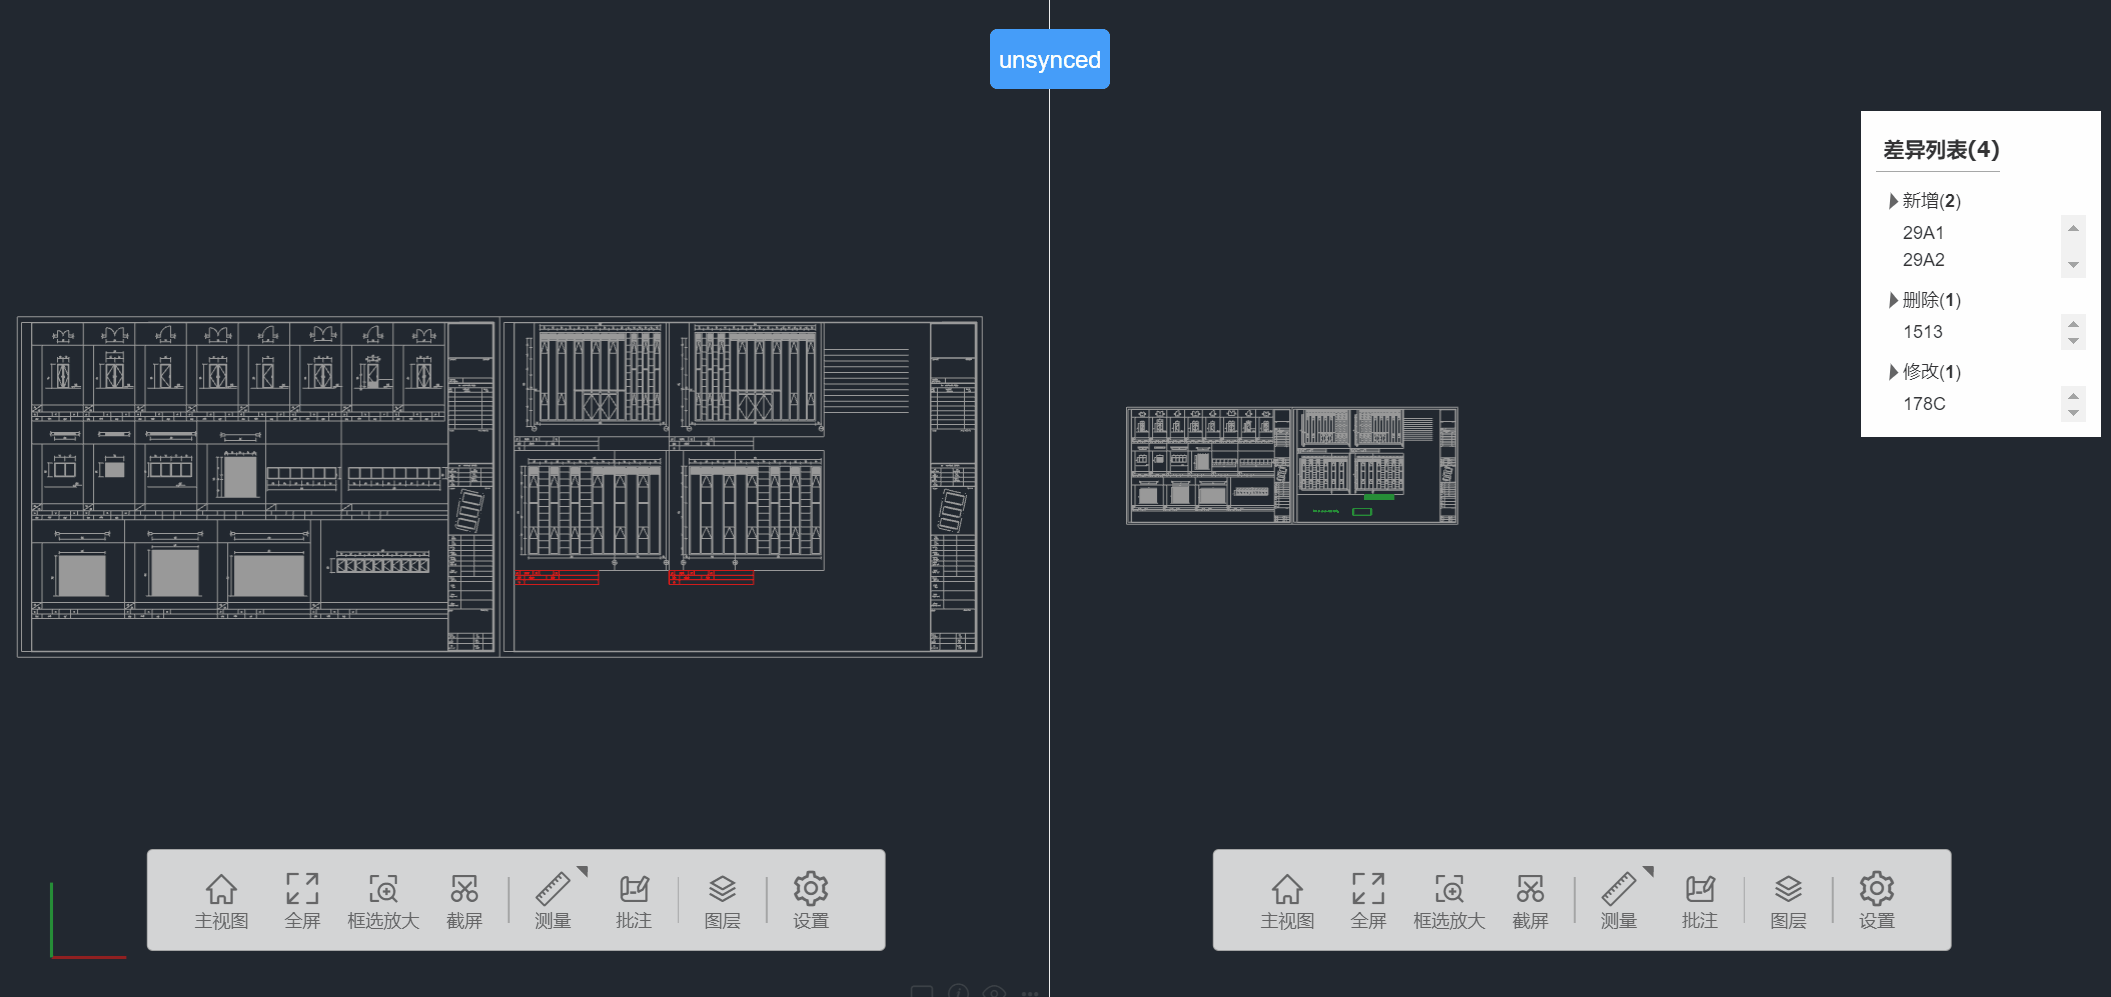 unsynced
差异列表(4)
新增(2)
29A1
29A2
删除(1)
1513
修改(1)
178C
主视图 全屏 框选放大 截屏 测量 批注 图层 设置
主视图 全屏 框选放大 截屏 测量 批注 图层 设置